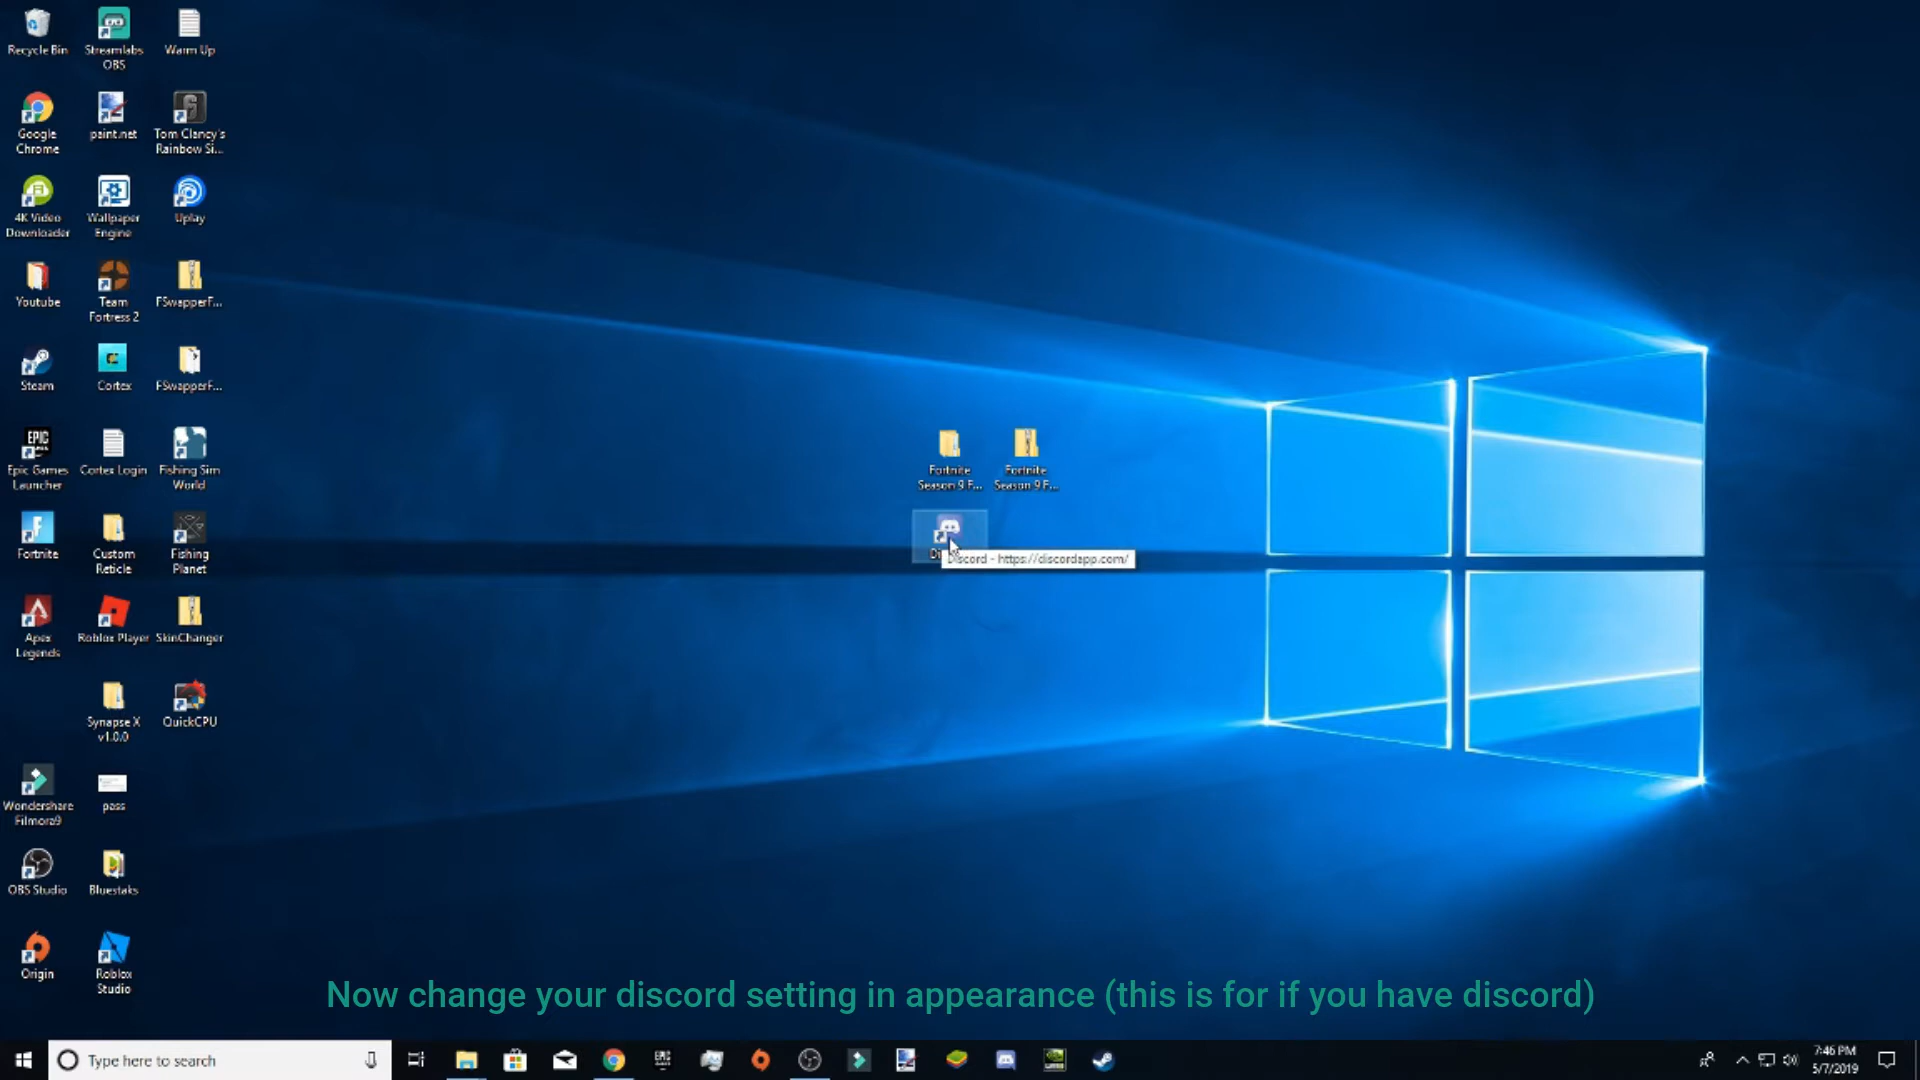 Recycle Bin
Streamlabs
OBS
Warm Up
Google
Chrome
paint.net
Tom Clancy's
Rainbow Si...
4K Video
Downloader
Wallpaper
Engine
Uplay
Youtube
Team
Fortress 2
FSwapperF...
Steam
Cortex
FSwapperF...
EPIC
Epic Games
Launcher
Cortex Login
Fishing Sim
World
Fortnite
Season 9 F...
Fortnite
Season 9 F...
Fortnite
Custom
Reticle
Fishing
Planet
Discord - https://discordapp.com/
Apex
Legends
Roblox Player
SkinChanger
Synapse X
v1.0.0
QuickCPU
Wondershare
Filmora9
pass
OBS Studio
Bluestaks
Origin
Roblox
Studio
Now change your discord setting in appearance (this is for if you have discord)
Type here to search
EPIC
7:46 PM
5/7/2019